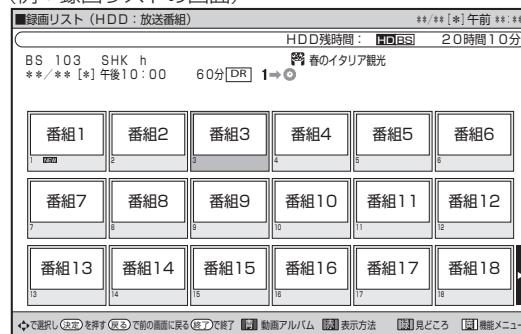 (例：録画リストの画面)
■録画リスト（HDD：放送番組） **/** [*] 午前 **:**
HDD残時間： HD BS 20時間10分
BS 103 SHK h 春のイタリア観光
**/** [*] 午後10:00 60分 DR 1⇒
番組1 番組2 番組3 番組4 番組5 番組6
1 NEW 2 3 4 5 6
番組7 番組8 番組9 番組10 番組11 番組12
7 8 9 10 11 12
番組13 番組14 番組15 番組16 番組17 番組18
13 14 15 16 17 18
で選択し 決定 を押す 戻る で前の画面に戻る 終了 で終了 動画アルバム 表示方法 見どころ 機能メニュー